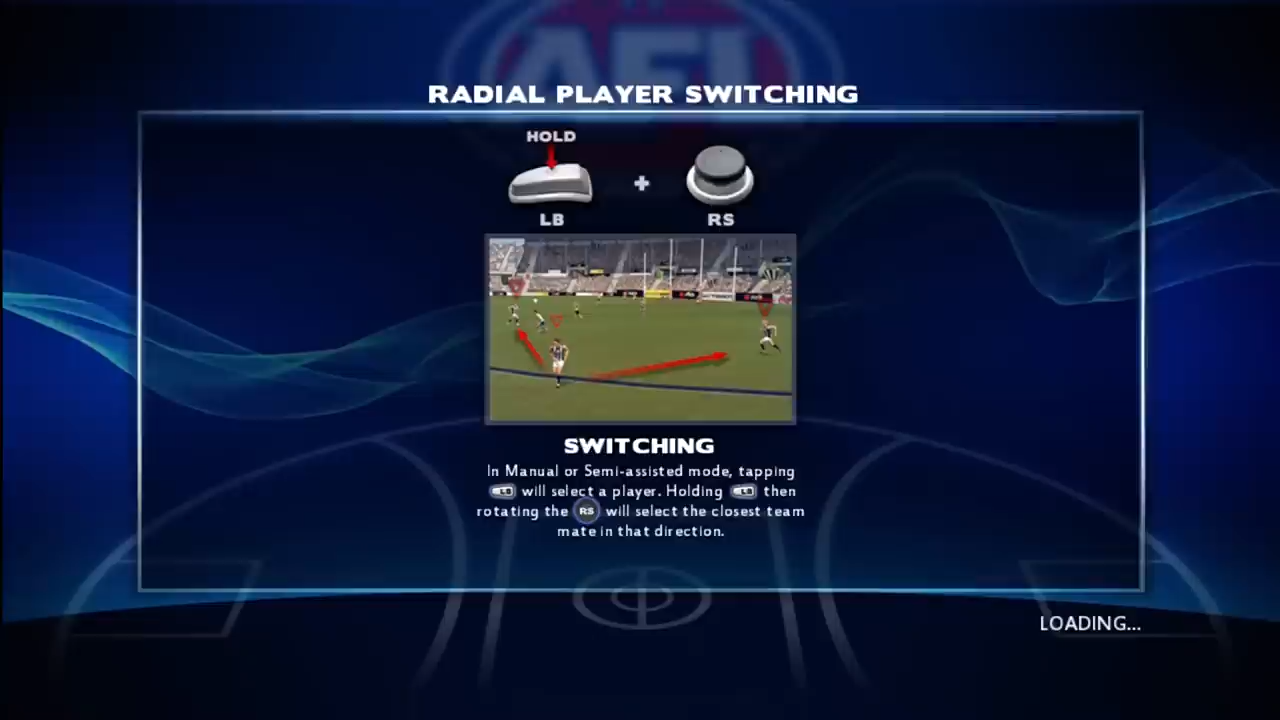 AFL
RADIAL PLAYER SWITCHING
HOLD
+
LB
RS
SWITCHING
In Manual or Semi-assisted mode, tapping
LB will select a player. Holding LB then
rotating the RS will select the closest team
mate in that direction.
LOADING...